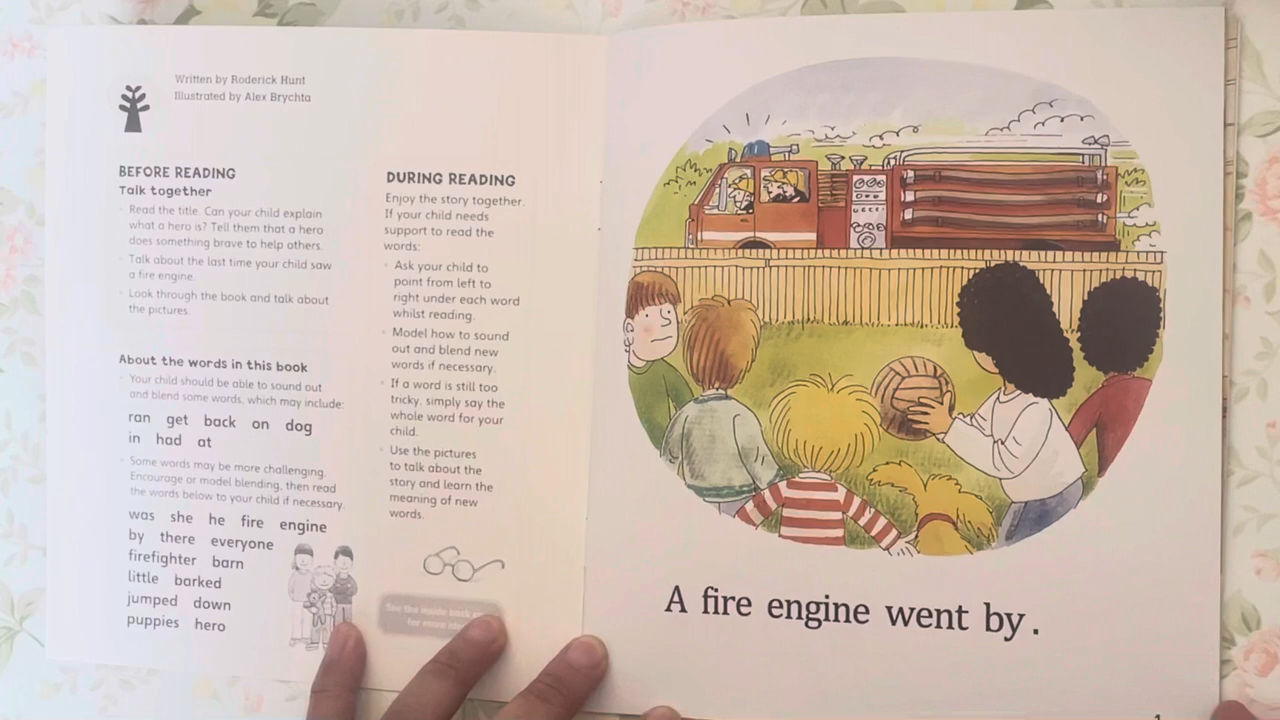 Written by Roderick Hunt
Illustrated by Alex Brychta
BEFORE READING
Talk together
Read the title. Can your child explain
what a hero is? Tell them that a hero
does something brave to help others.
Talk about the last time your child saw
a fire engine.
Look through the book and talk about
the pictures.
About the words in this book
Your child should be able to sound out
and blend some words, which may include:
ran get back on dog
in had at
Some words may be more challenging.
Encourage or model blending, then read
the words below to your child if necessary.
was she he fire engine
by there everyone
firefighter barn
little barked
jumped down
puppies hero
DURING READING
Enjoy the story together.
If your child needs
support to read the
words:
Ask your child to
point from left to
right under each word
whilst reading.
Model how to sound
out and blend new
words if necessary.
If a word is still too
tricky, simply say the
whole word for your
child.
Use the pictures
to talk about the
story and learn the
meaning of new
words.
See the inside back
for more
A fire engine went by.
1